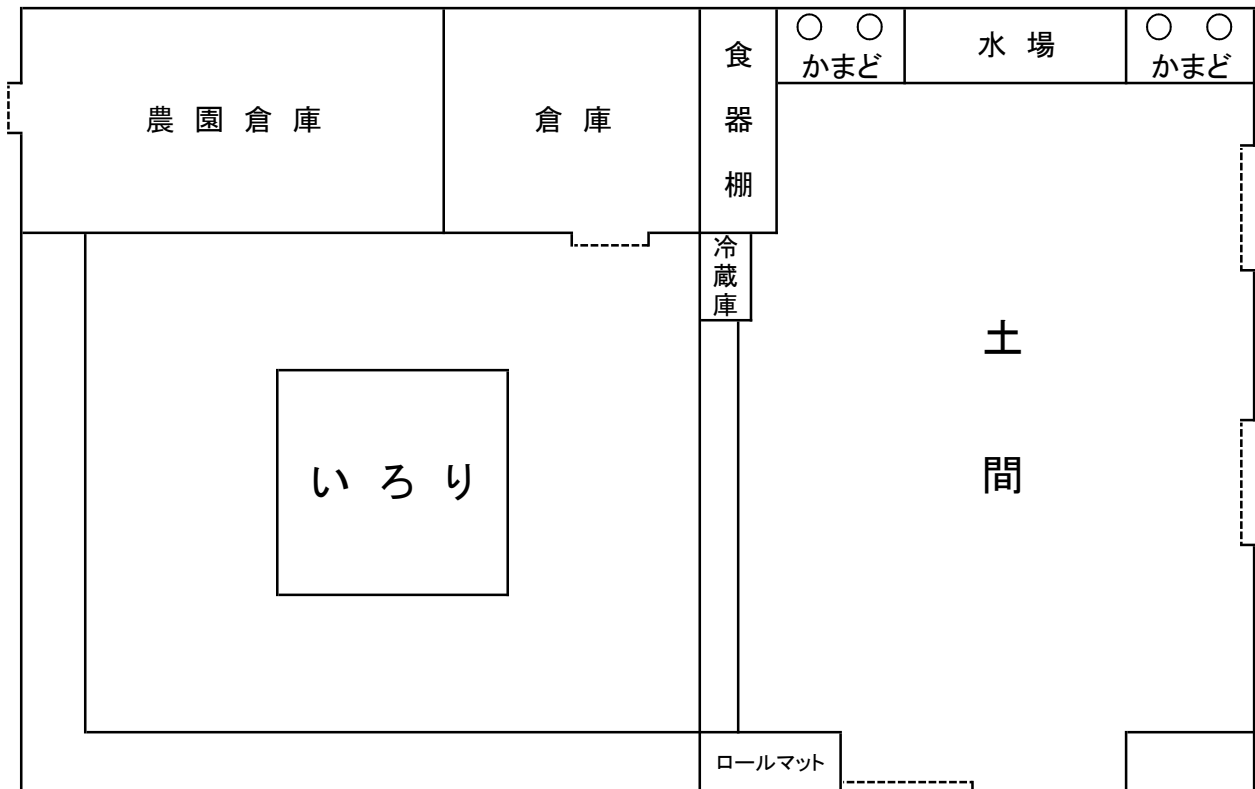 農園倉庫
倉庫
食器棚
かまど
水場
かまど
冷蔵庫
土間
いろり
ロールマット